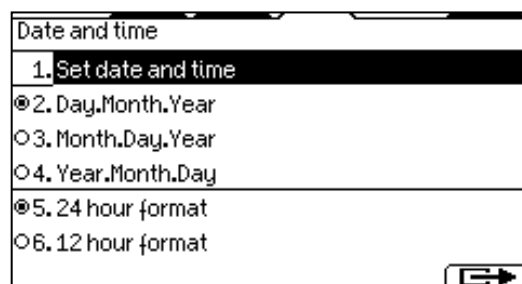 Date and time
1. Set date and time
2. Day.Month.Year
3. Month.Day.Year
4. Year.Month.Day
5. 24 hour format
6. 12 hour format